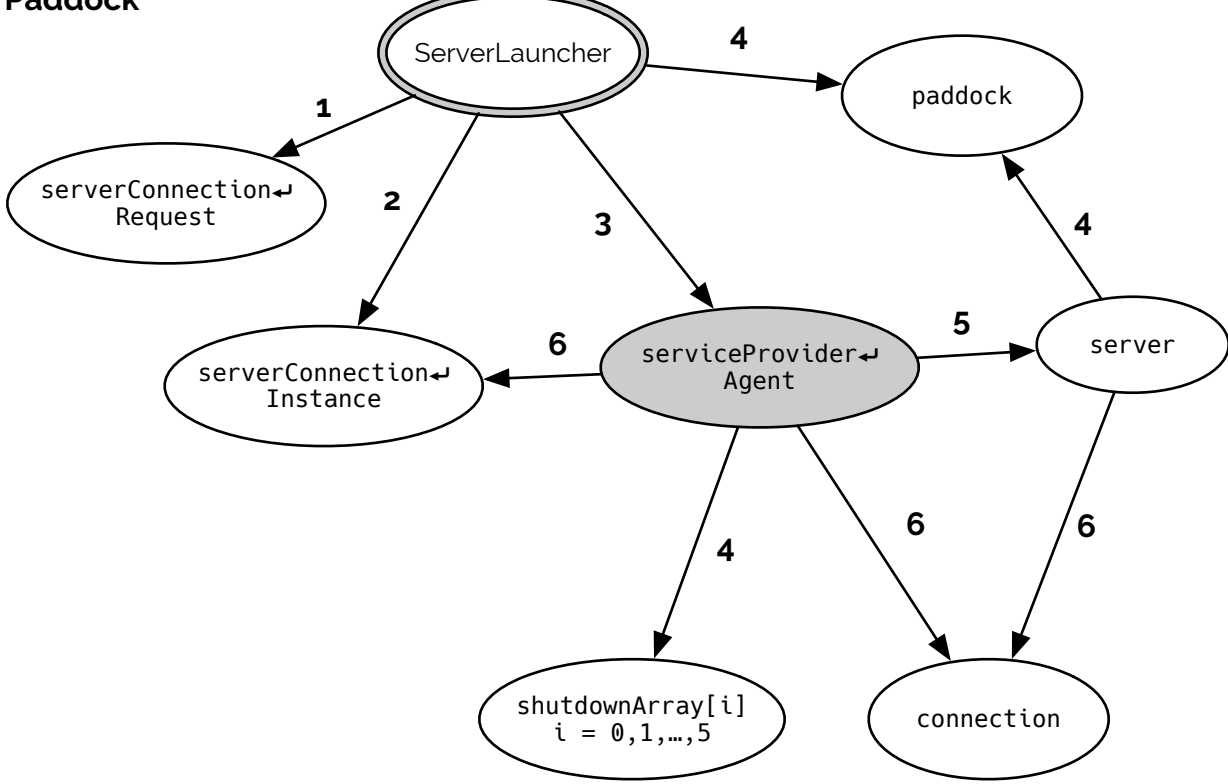 Paddock
ServerLauncher
4
paddock
1
serverConnection↵
Request
2
3
4
5
server
6
serviceProvider↵
Agent
serverConnection↵
Instance
6
6
4
shutdownArray[i]
i = 0,1,…,5
connection